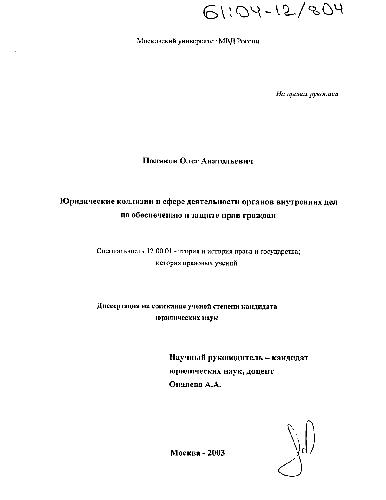 61:04-12/804
Московский университет МВД России
На правах рукописи
Поляков Олег Анатольевич
Юридические коллизии в сфере деятельности органов внутренних дел
по обеспечению и защите прав граждан
Специальность 12.00.01 - теория и история права и государства;
история правовых учений
Диссертация на соискание ученой степени кандидата
юридических наук
Научный руководитель – кандидат
юридических наук, доцент
А.А.
Москва - 2003